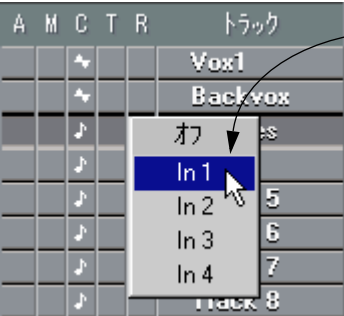 A M C T R トラック
Vox1
Backvox
オフ
In 1
In 2 5
In 3 6
In 4 7
Track 8